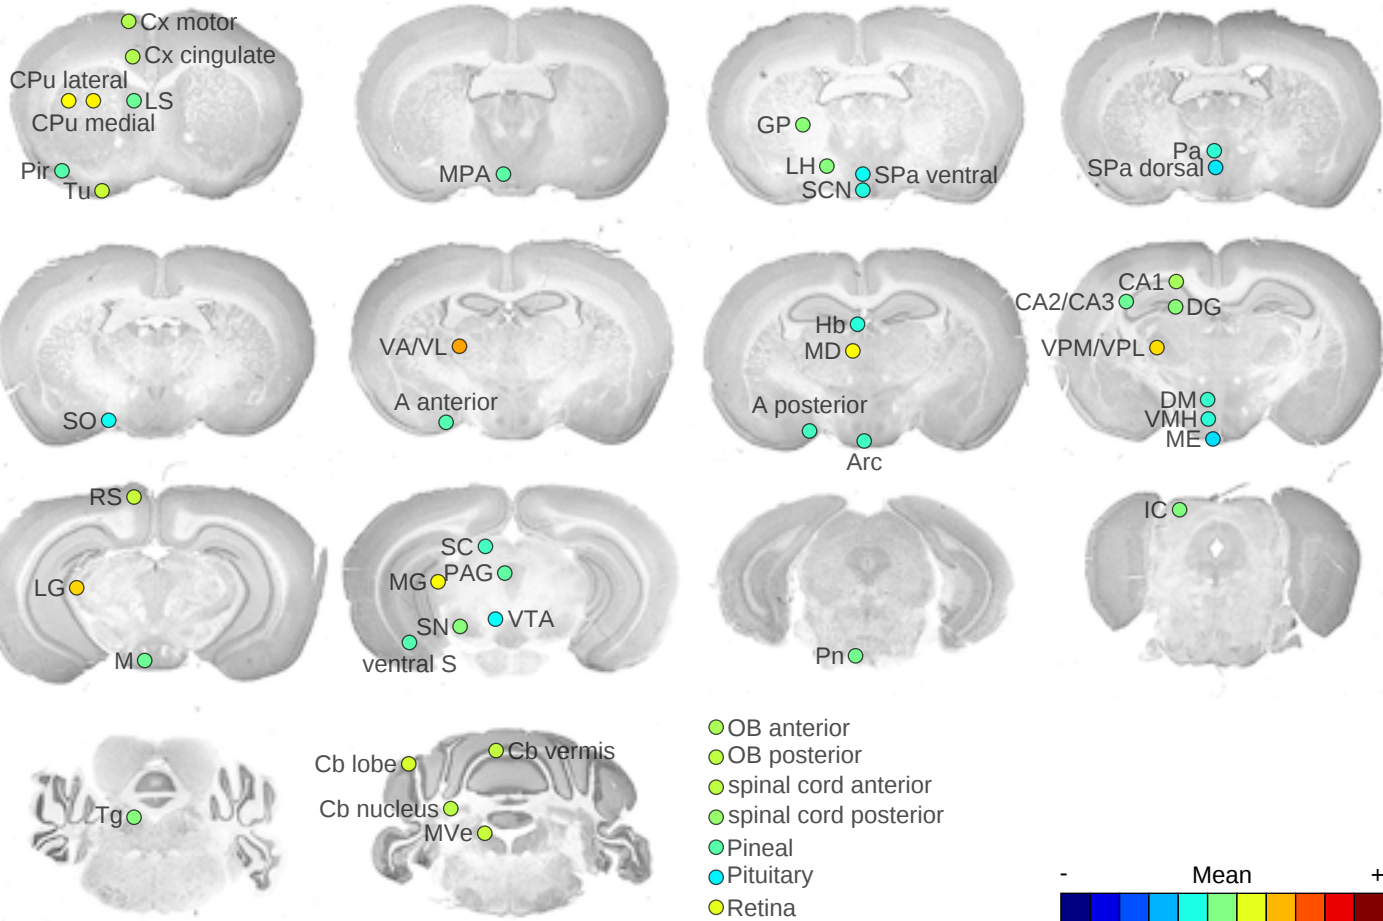 Cx motor
Cx cingulate
CPu lateral
LS
CPu medial
Pir
Tu
MPA
GP
LH
SPa ventral
SCN
Pa
SPa dorsal
SO
VA/VL
A anterior
Hb
MD
A posterior
Arc
CA1
CA2/CA3
DG
VPM/VPL
DM
VMH
ME
RS
LG
M
SC
PAG
MG
VTA
SN
ventral S
Pn
IC
Tg
Cb vermis
Cb lobe
Cb nucleus
MVe
OB anterior
OB posterior
spinal cord anterior
spinal cord posterior
Pineal
Pituitary
Retina
- Mean +